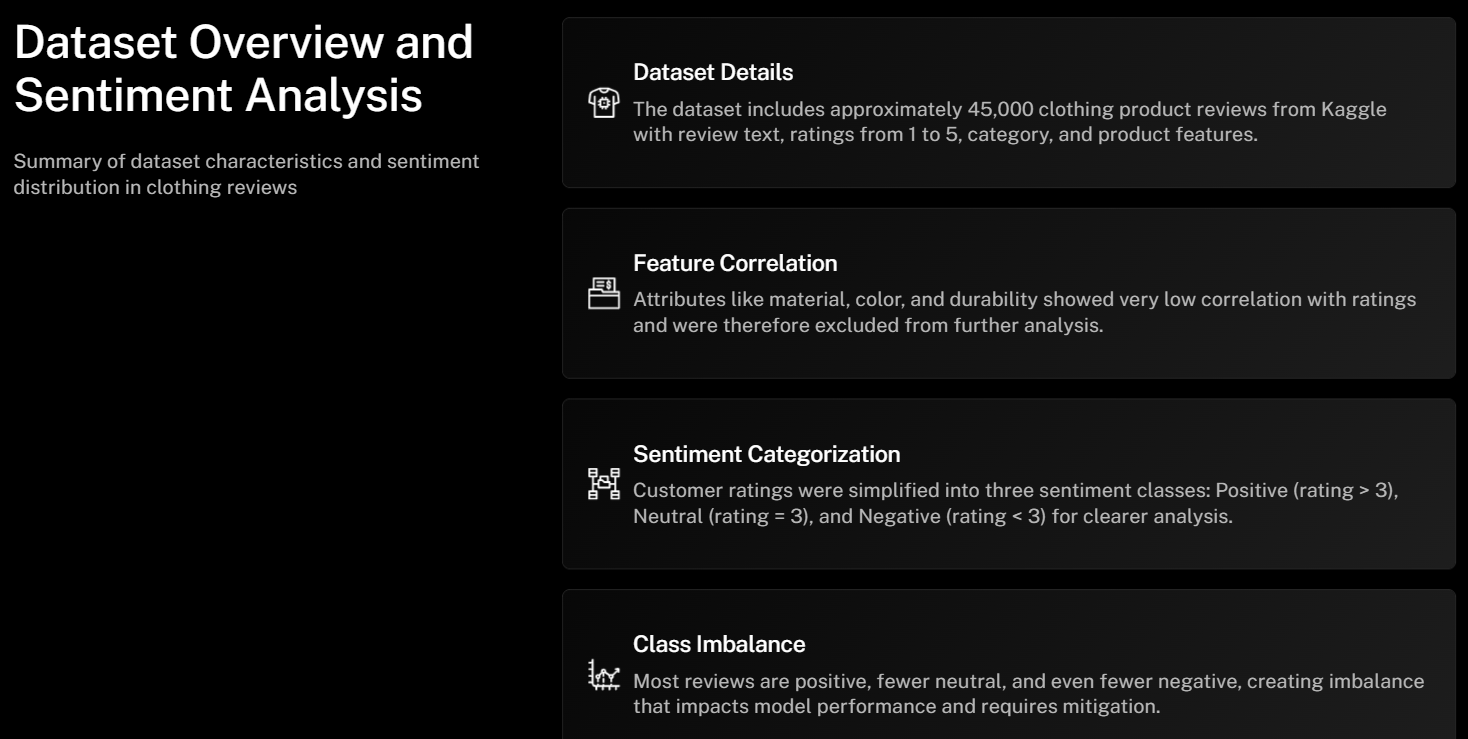 Dataset Overview and
Sentiment Analysis
Summary of dataset characteristics and sentiment
distribution in clothing reviews
Dataset Details
The dataset includes approximately 45,000 clothing product reviews from Kaggle
with review text, ratings from 1 to 5, category, and product features.
Feature Correlation
Attributes like material, color, and durability showed very low correlation with ratings
and were therefore excluded from further analysis.
Sentiment Categorization
Customer ratings were simplified into three sentiment classes: Positive (rating > 3),
Neutral (rating = 3), and Negative (rating < 3) for clearer analysis.
Class Imbalance
Most reviews are positive, fewer neutral, and even fewer negative, creating imbalance
that impacts model performance and requires mitigation.